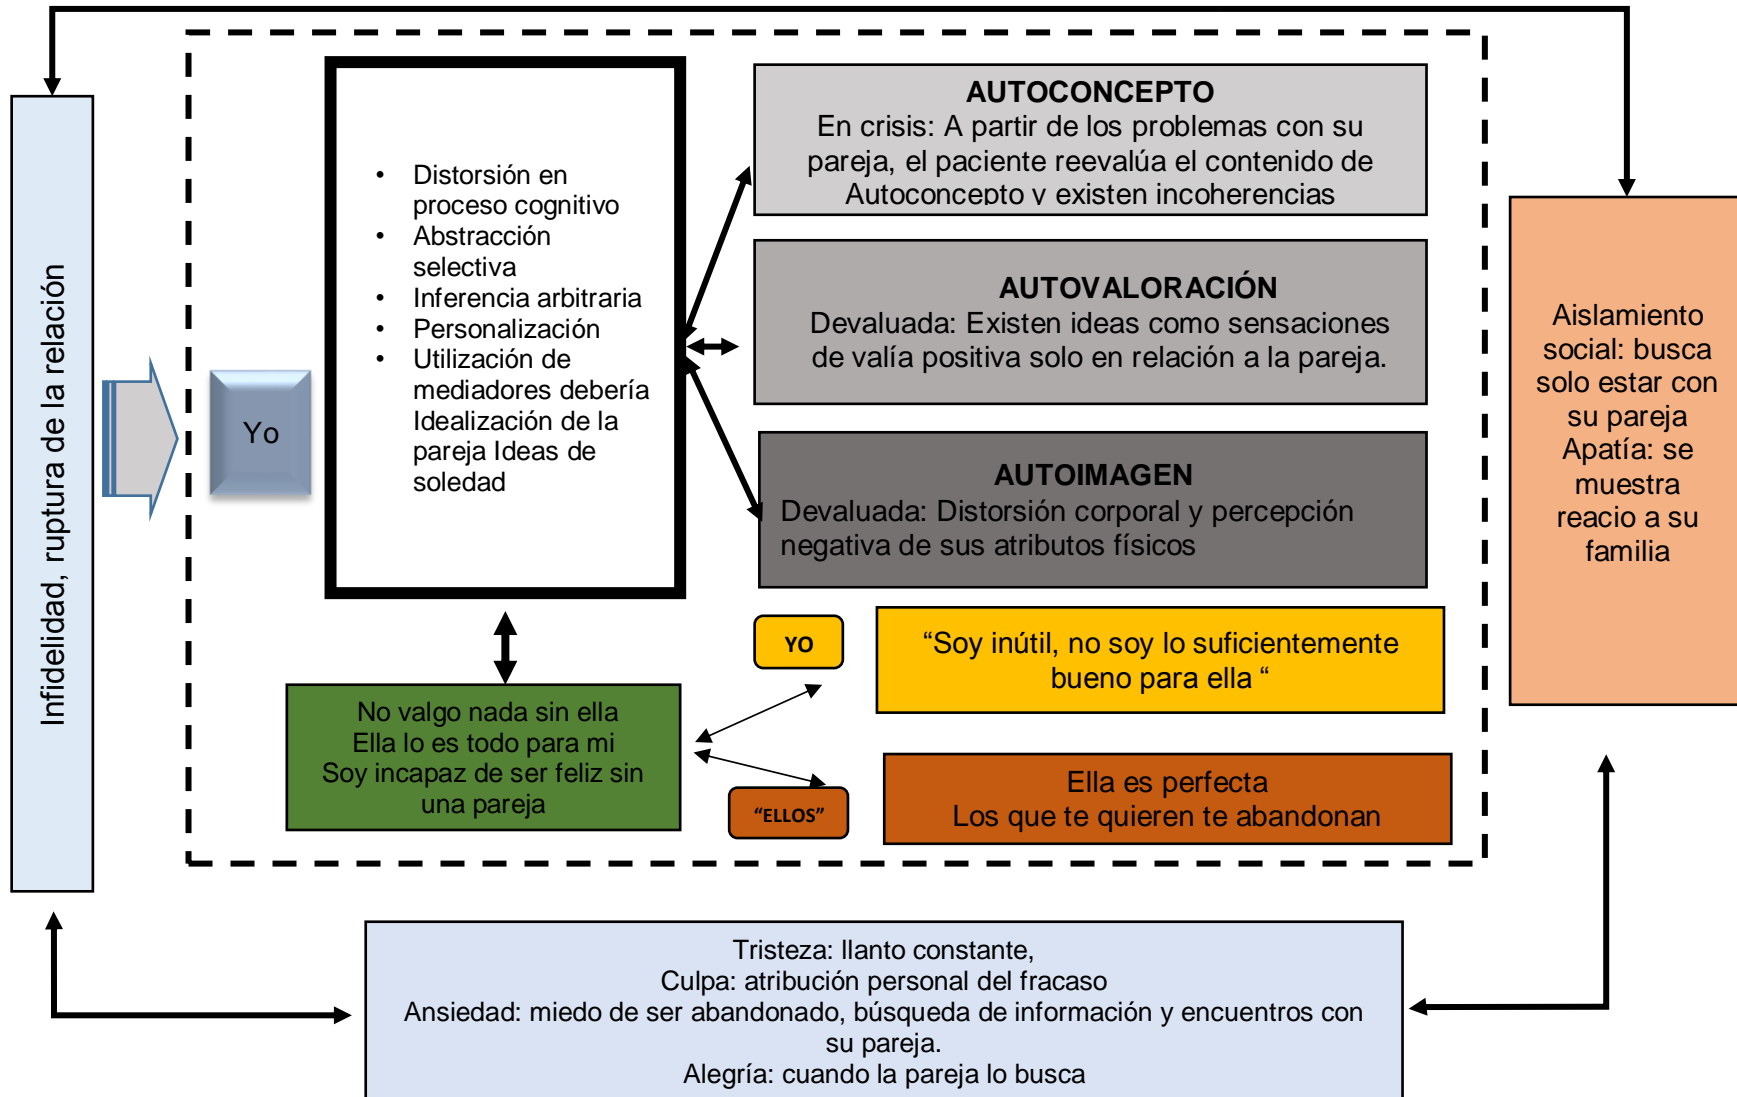 Infidelidad, ruptura de la relación
Yo
• Distorsión en
proceso cognitivo
• Abstracción
selectiva
• Inferencia arbitraria
• Personalización
• Utilización de
mediadores debería
Idealización de la
pareja Ideas de
soledad
AUTOCONCEPTO
En crisis: A partir de los problemas con su
pareja, el paciente reevalúa el contenido de
Autoconcepto y existen incoherencias
AUTOVALORACIÓN
Devaluada: Existen ideas como sensaciones
de valía positiva solo en relación a la pareja.
AUTOIMAGEN
Devaluada: Distorsión corporal y percepción
negativa de sus atributos físicos
No valgo nada sin ella
Ella lo es todo para mi
Soy incapaz de ser feliz sin
una pareja
YO
“Soy inútil, no soy lo suficientemente
bueno para ella “
“ELLOS”
Ella es perfecta
Los que te quieren te abandonan
Aislamiento
social: busca
solo estar con
su pareja
Apatía: se
muestra
reacio a su
familia
Tristeza: llanto constante,
Culpa: atribución personal del fracaso
Ansiedad: miedo de ser abandonado, búsqueda de información y encuentros con
su pareja.
Alegría: cuando la pareja lo busca